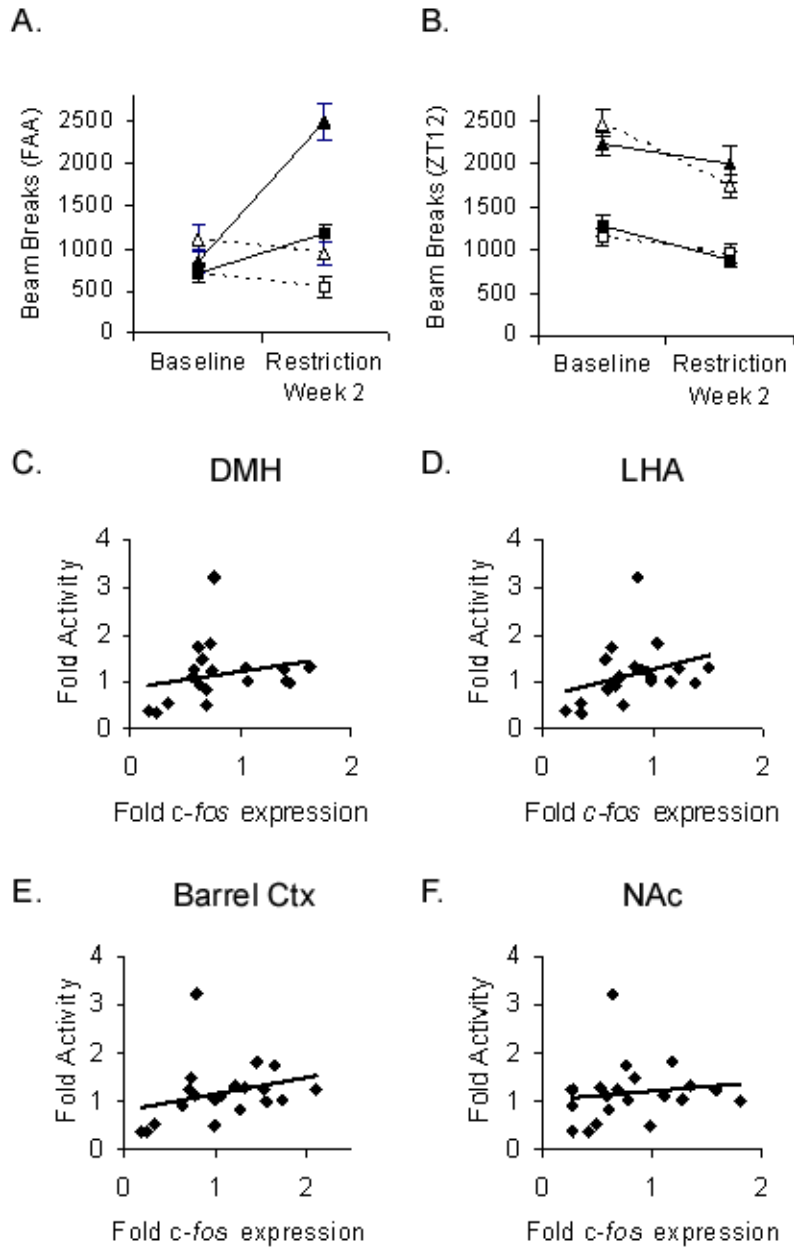 A.
Beam Breaks (FAA)
2500
2000
1500
1000
500
0
Baseline
Restriction
Week 2
B.
Beam Breaks (ZT12)
2500
2000
1500
1000
500
0
Baseline
Restriction
Week 2
C.
DMH
Fold Activity
4
3
2
1
0
0 1 2
Fold c-fos expression
D.
LHA
Fold Activity
4
3
2
1
0
0 1 2
Fold c-fos expression
E.
Barrel Ctx
Fold Activity
4
3
2
1
0
0 1 2
Fold c-fos expression
F.
NAc
Fold Activity
4
3
2
1
0
0 1 2
Fold c-fos expression